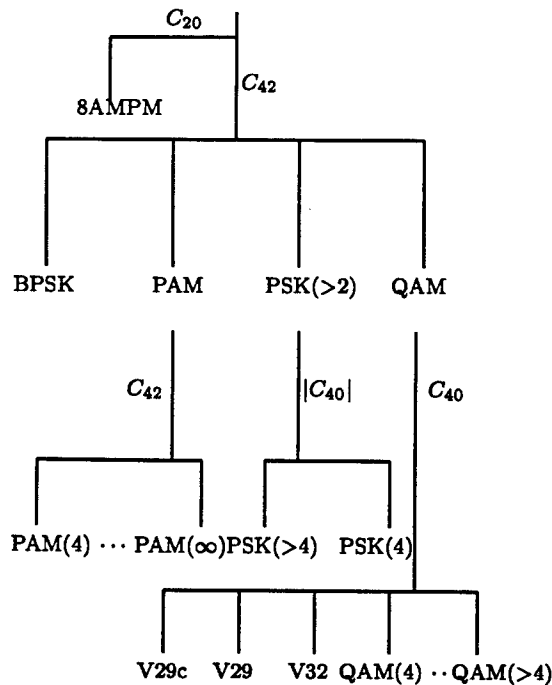 C20
C42
8AMPM
BPSK PAM PSK(>2) QAM
C42 |C40| C40
PAM(4) ··· PAM(∞) PSK(>4) PSK(4)
V29c V29 V32 QAM(4) ·· QAM(>4)